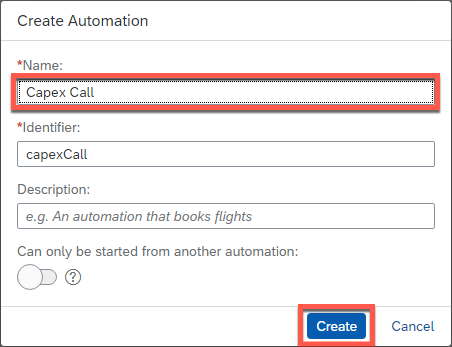 Create Automation
*Name:
Capex Call
*Identifier:
capexCall
Description:
e.g. An automation that books flights
Can only be started from another automation:
?
Create Cancel